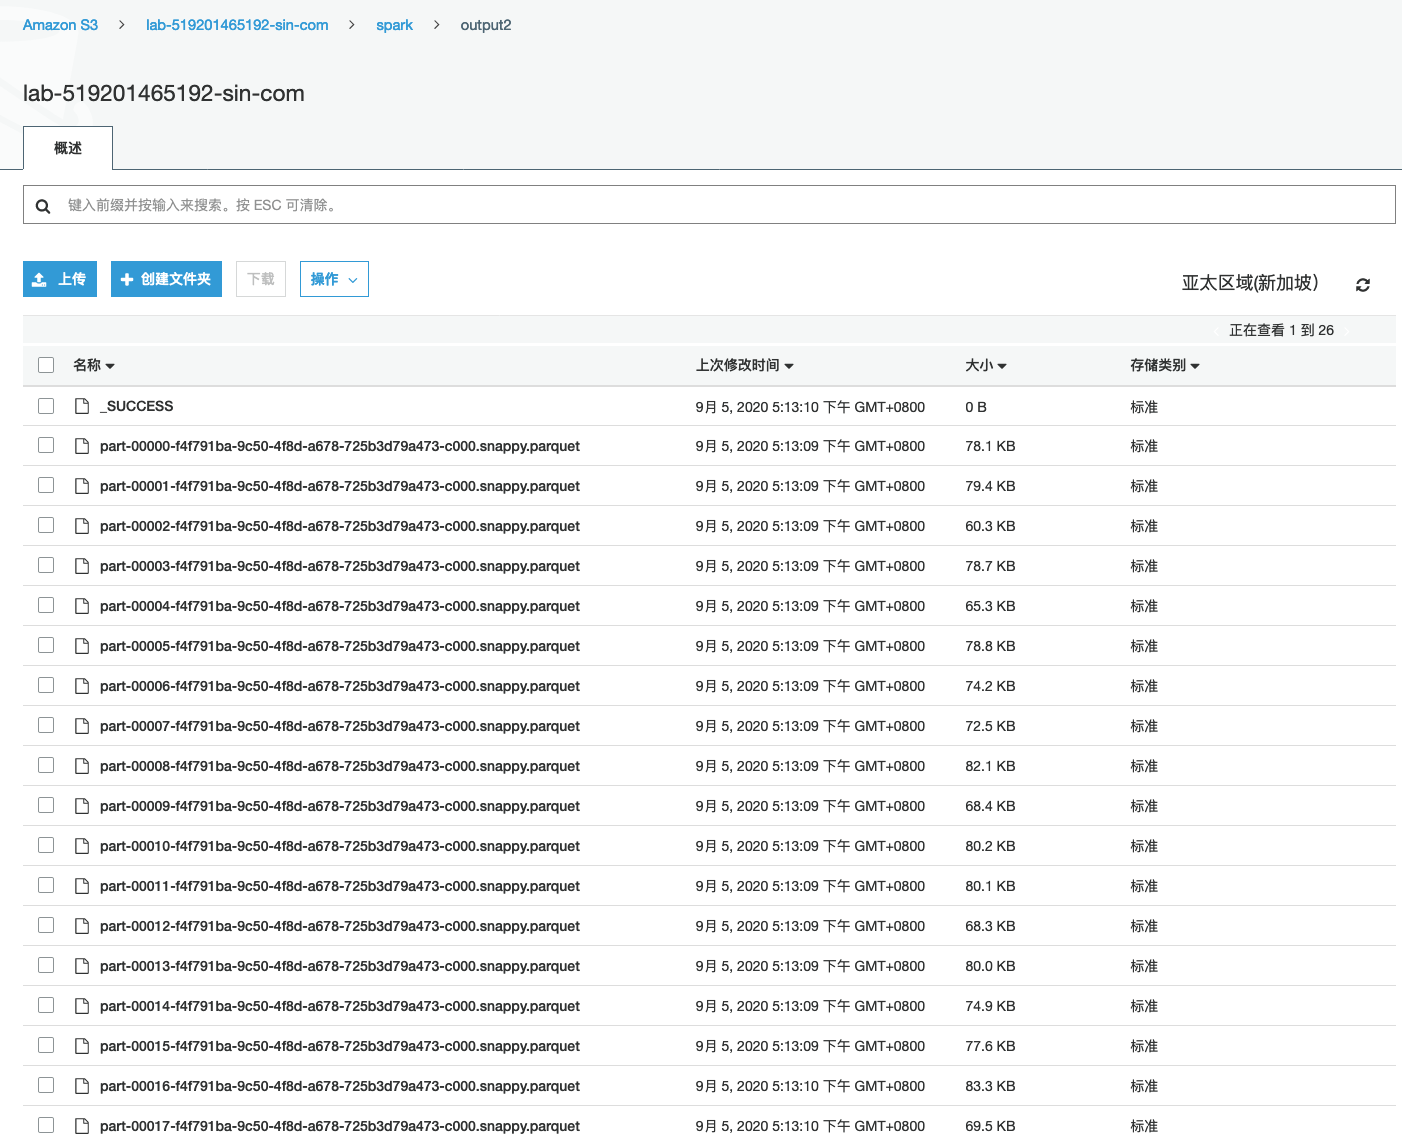 Amazon S3 > lab-519201465192-sin-com > spark > output2
lab-519201465192-sin-com
概述
键入前缀并按输入来搜索。按 ESC 可清除。
上传 创建文件夹 下载 操作 亚太区域(新加坡)
正在查看 1 到 26
名称 上次修改时间 大小 存储类别
_SUCCESS 9月 5, 2020 5:13:10 下午 GMT+0800 0 B 标准
part-00000-f4f791ba-9c50-4f8d-a678-725b3d79a473-c000.snappy.parquet 9月 5, 2020 5:13:09 下午 GMT+0800 78.1 KB 标准
part-00001-f4f791ba-9c50-4f8d-a678-725b3d79a473-c000.snappy.parquet 9月 5, 2020 5:13:09 下午 GMT+0800 79.4 KB 标准
part-00002-f4f791ba-9c50-4f8d-a678-725b3d79a473-c000.snappy.parquet 9月 5, 2020 5:13:09 下午 GMT+0800 60.3 KB 标准
part-00003-f4f791ba-9c50-4f8d-a678-725b3d79a473-c000.snappy.parquet 9月 5, 2020 5:13:09 下午 GMT+0800 78.7 KB 标准
part-00004-f4f791ba-9c50-4f8d-a678-725b3d79a473-c000.snappy.parquet 9月 5, 2020 5:13:09 下午 GMT+0800 65.3 KB 标准
part-00005-f4f791ba-9c50-4f8d-a678-725b3d79a473-c000.snappy.parquet 9月 5, 2020 5:13:09 下午 GMT+0800 78.8 KB 标准
part-00006-f4f791ba-9c50-4f8d-a678-725b3d79a473-c000.snappy.parquet 9月 5, 2020 5:13:09 下午 GMT+0800 74.2 KB 标准
part-00007-f4f791ba-9c50-4f8d-a678-725b3d79a473-c000.snappy.parquet 9月 5, 2020 5:13:09 下午 GMT+0800 72.5 KB 标准
part-00008-f4f791ba-9c50-4f8d-a678-725b3d79a473-c000.snappy.parquet 9月 5, 2020 5:13:09 下午 GMT+0800 82.1 KB 标准
part-00009-f4f791ba-9c50-4f8d-a678-725b3d79a473-c000.snappy.parquet 9月 5, 2020 5:13:09 下午 GMT+0800 68.4 KB 标准
part-00010-f4f791ba-9c50-4f8d-a678-725b3d79a473-c000.snappy.parquet 9月 5, 2020 5:13:09 下午 GMT+0800 80.2 KB 标准
part-00011-f4f791ba-9c50-4f8d-a678-725b3d79a473-c000.snappy.parquet 9月 5, 2020 5:13:09 下午 GMT+0800 80.1 KB 标准
part-00012-f4f791ba-9c50-4f8d-a678-725b3d79a473-c000.snappy.parquet 9月 5, 2020 5:13:09 下午 GMT+0800 68.3 KB 标准
part-00013-f4f791ba-9c50-4f8d-a678-725b3d79a473-c000.snappy.parquet 9月 5, 2020 5:13:09 下午 GMT+0800 80.0 KB 标准
part-00014-f4f791ba-9c50-4f8d-a678-725b3d79a473-c000.snappy.parquet 9月 5, 2020 5:13:09 下午 GMT+0800 74.9 KB 标准
part-00015-f4f791ba-9c50-4f8d-a678-725b3d79a473-c000.snappy.parquet 9月 5, 2020 5:13:09 下午 GMT+0800 77.6 KB 标准
part-00016-f4f791ba-9c50-4f8d-a678-725b3d79a473-c000.snappy.parquet 9月 5, 2020 5:13:10 下午 GMT+0800 83.3 KB 标准
part-00017-f4f791ba-9c50-4f8d-a678-725b3d79a473-c000.snappy.parquet 9月 5, 2020 5:13:10 下午 GMT+0800 69.5 KB 标准